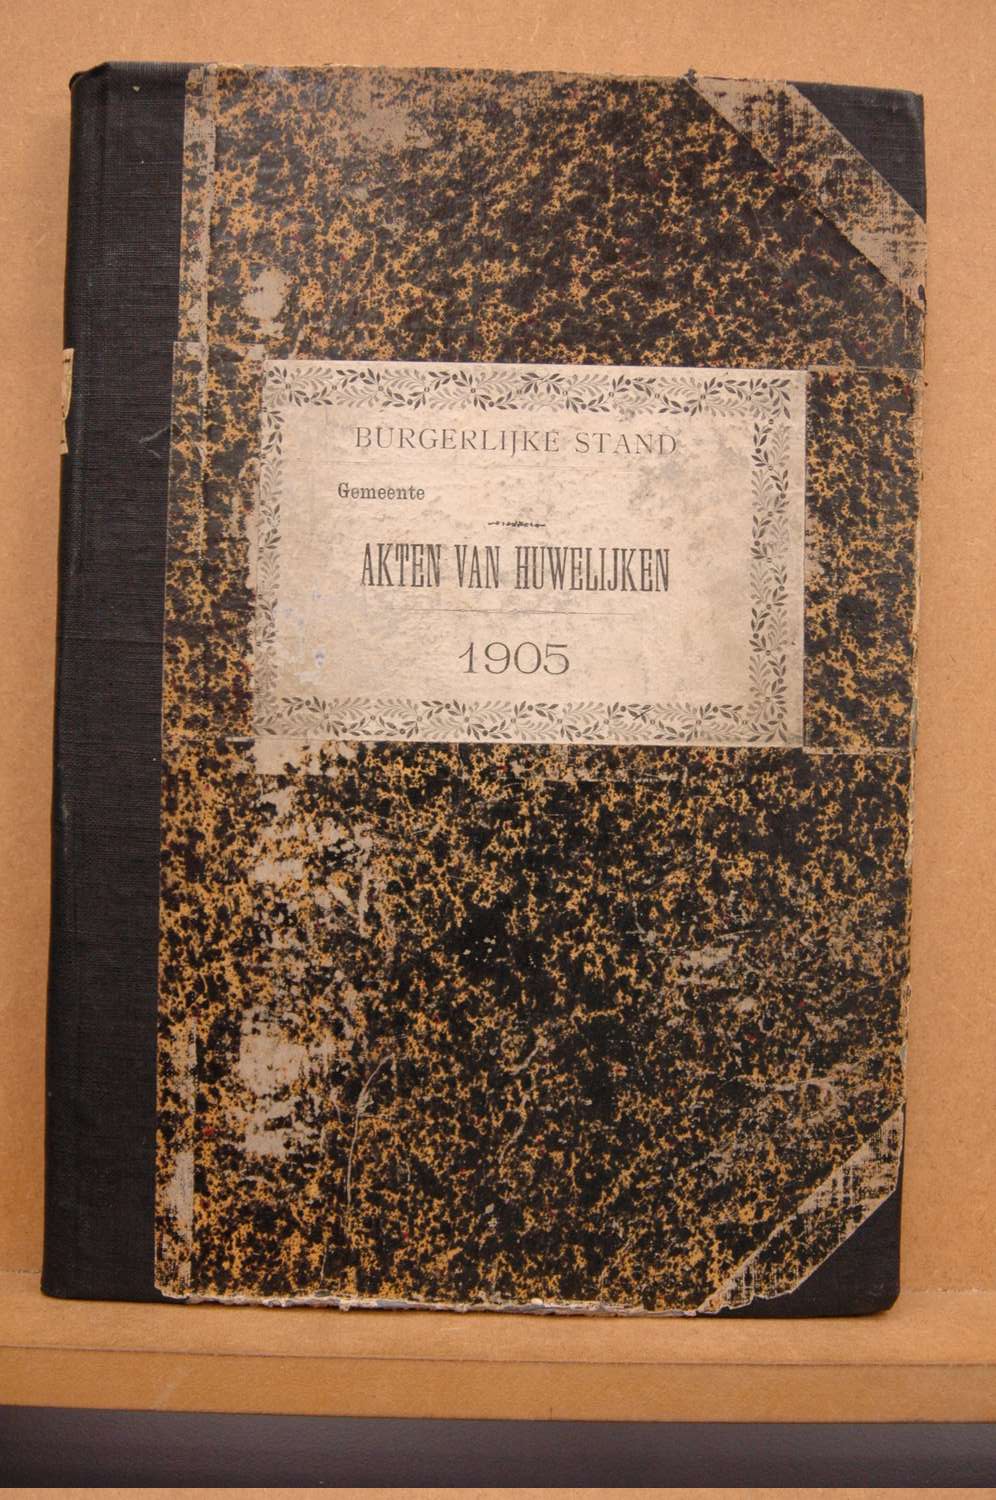 BURGERLIJKE STAND
Gemeente
AKTEN VAN HUWELIJKEN
1905